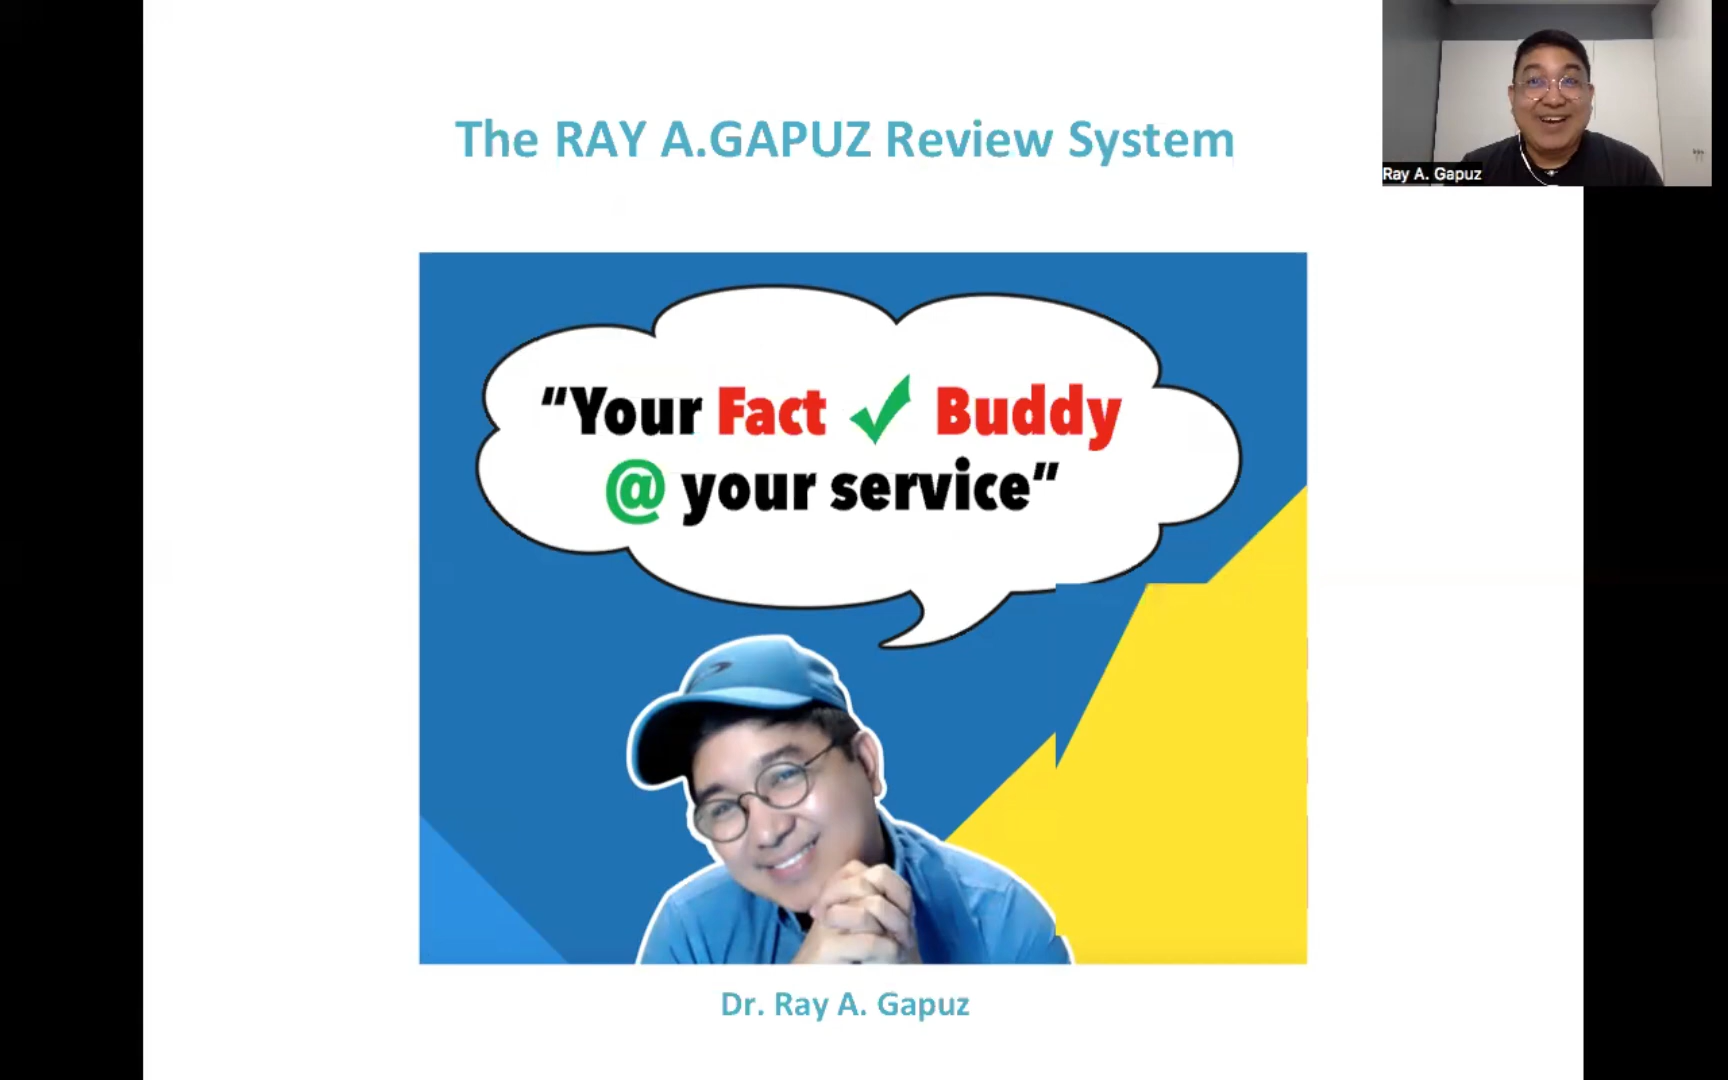 The RAY A.GAPUZ Review System
Ray A. Gapuz
"Your Fact ✓ Buddy
@ your service"
Dr. Ray A. Gapuz